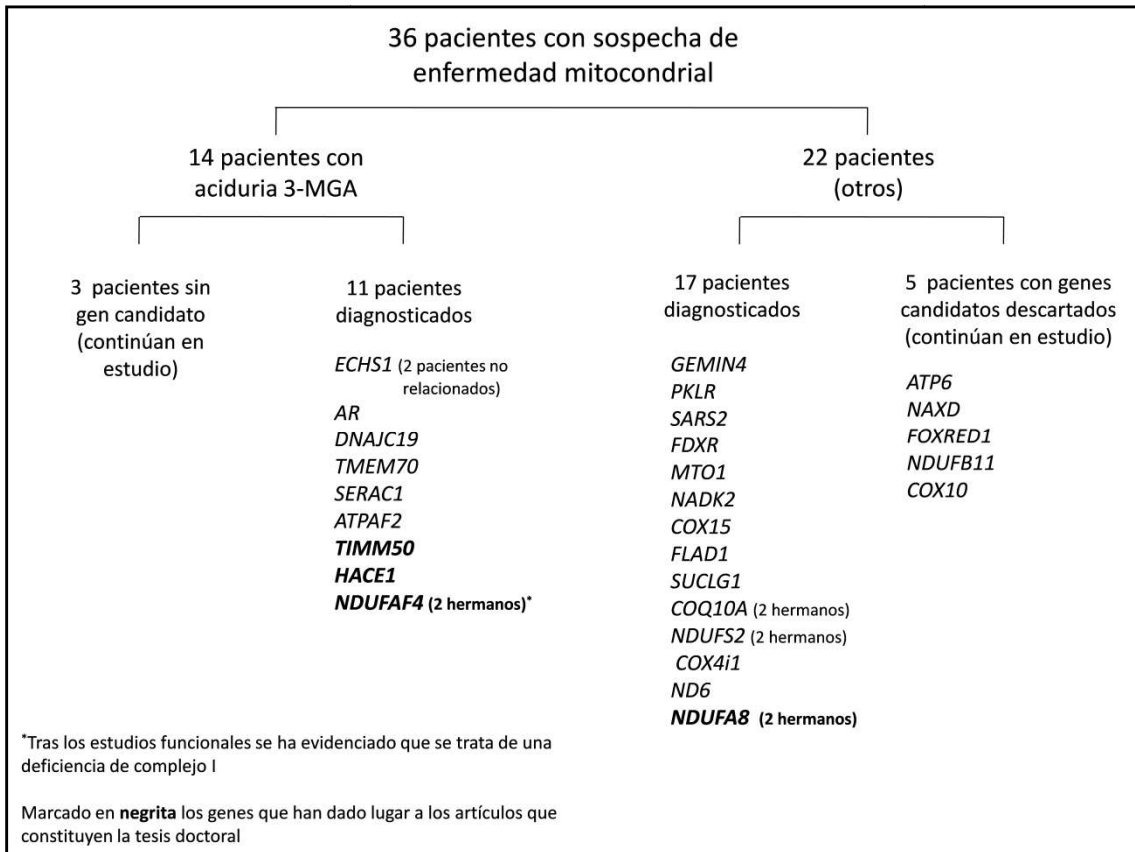 36 pacientes con sospecha de
enfermedad mitocondrial
14 pacientes con
aciduria 3-MGA
22 pacientes
(otros)
3 pacientes sin
gen candidato
(continúan en
estudio)
11 pacientes
diagnosticados
ECHS1 (2 pacientes no
relacionados)
AR
DNAJC19
TMEM70
SERAC1
ATPAF2
TIMM50
HACE1
NDUFAF4 (2 hermanos)*
17 pacientes
diagnosticados
GEMIN4
PKLR
SARS2
FDXR
MTO1
NADK2
COX15
FLAD1
SUCLG1
COQ10A (2 hermanos)
NDUFS2 (2 hermanos)
COX4i1
ND6
NDUFA8 (2 hermanos)
5 pacientes con genes
candidatos descartados
(continúan en estudio)
ATP6
NAXD
FOXRED1
NDUFB11
COX10
*Tras los estudios funcionales se ha evidenciado que se trata de una
deficiencia de complejo I
Marcado en negrita los genes que han dado lugar a los artículos que
constituyen la tesis doctoral